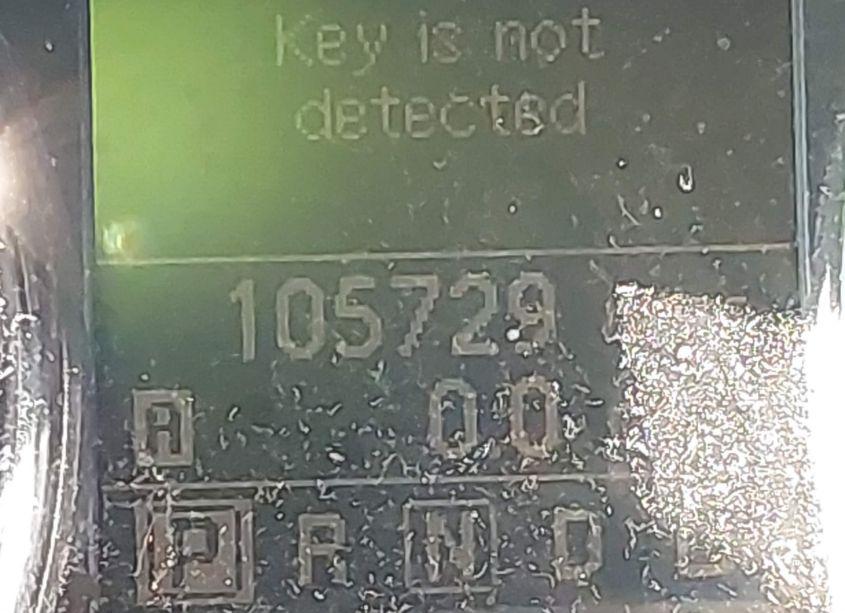 Key is not
detected
105729
A 0.0
P R N D L